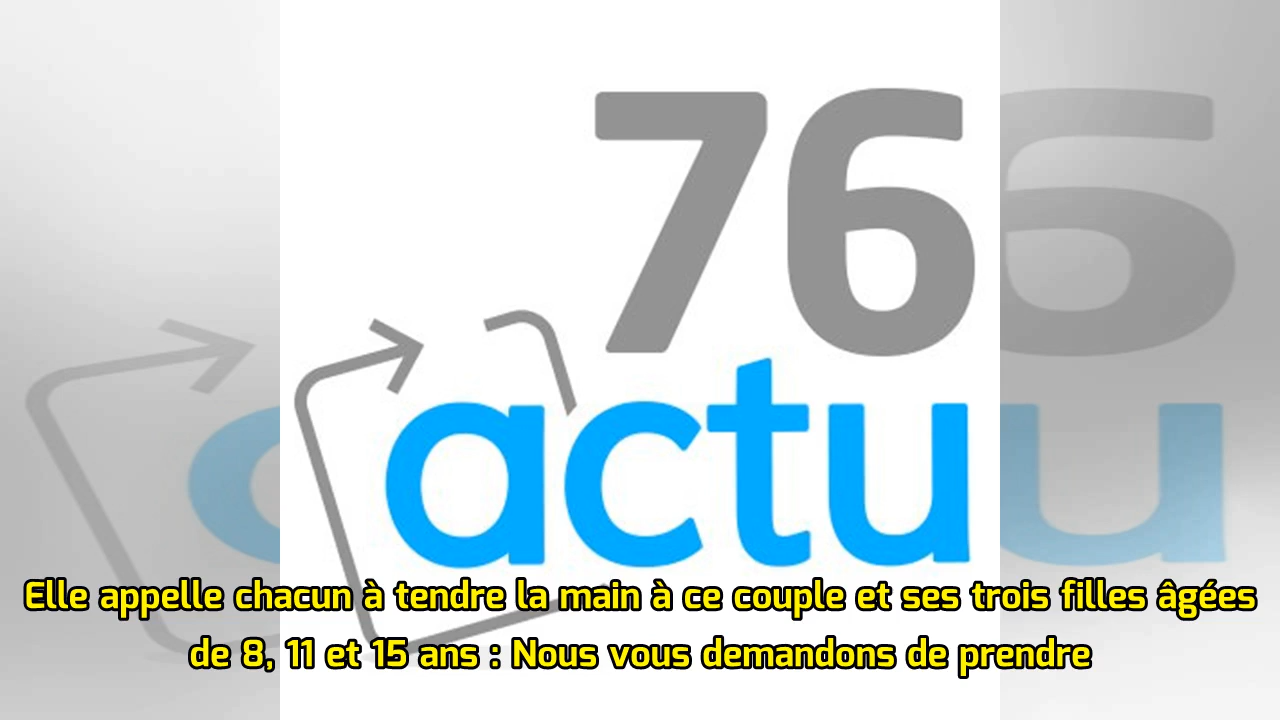 76
actu
Elle appelle chacun à tendre la main à ce couple et ses trois filles âgées
de 8, 11 et 15 ans : Nous vous demandons de prendre